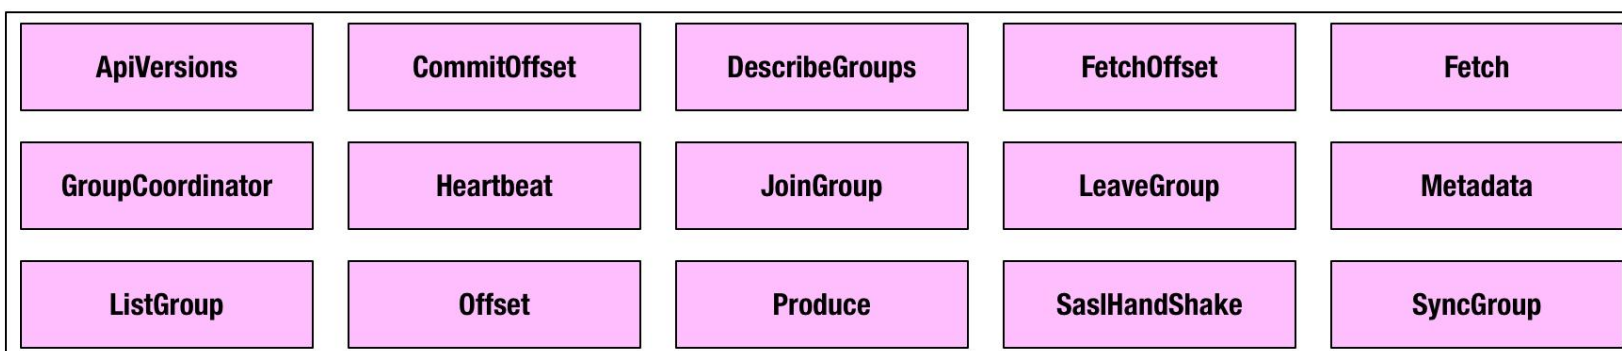 ApiVersions CommitOffset DescribeGroups FetchOffset Fetch
GroupCoordinator Heartbeat JoinGroup LeaveGroup Metadata
ListGroup Offset Produce SaslHandShake SyncGroup